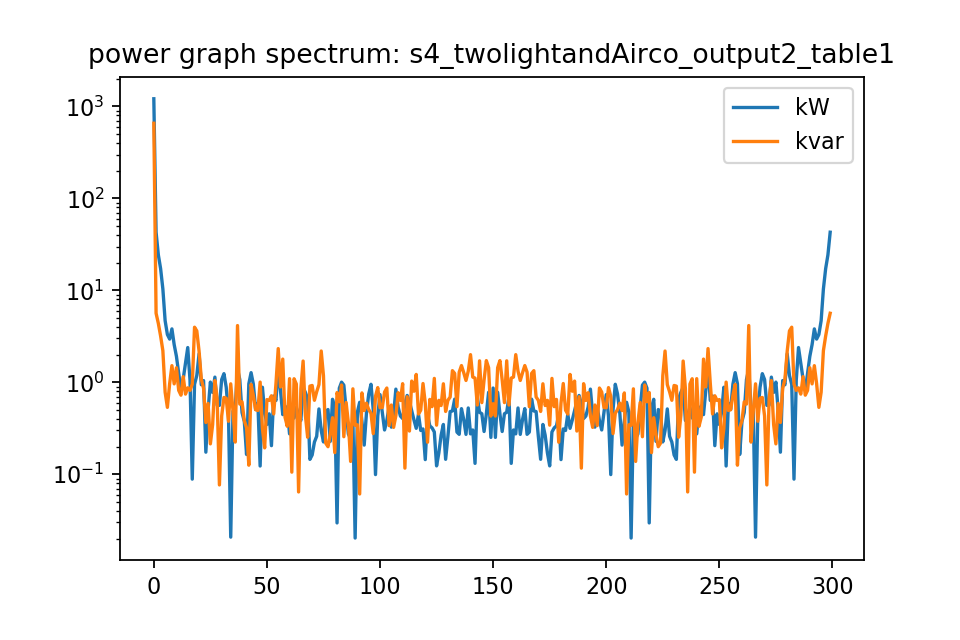 power graph spectrum: s4_twolightandAirco_output2_table1
kW
kvar
10³
10²
10¹
10⁰
10⁻¹
0 50 100 150 200 250 300